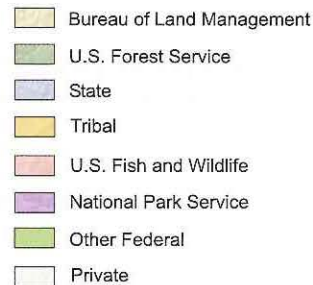 Bureau of Land Management
U.S. Forest Service
State
Tribal
U.S. Fish and Wildlife
National Park Service
Other Federal
Private